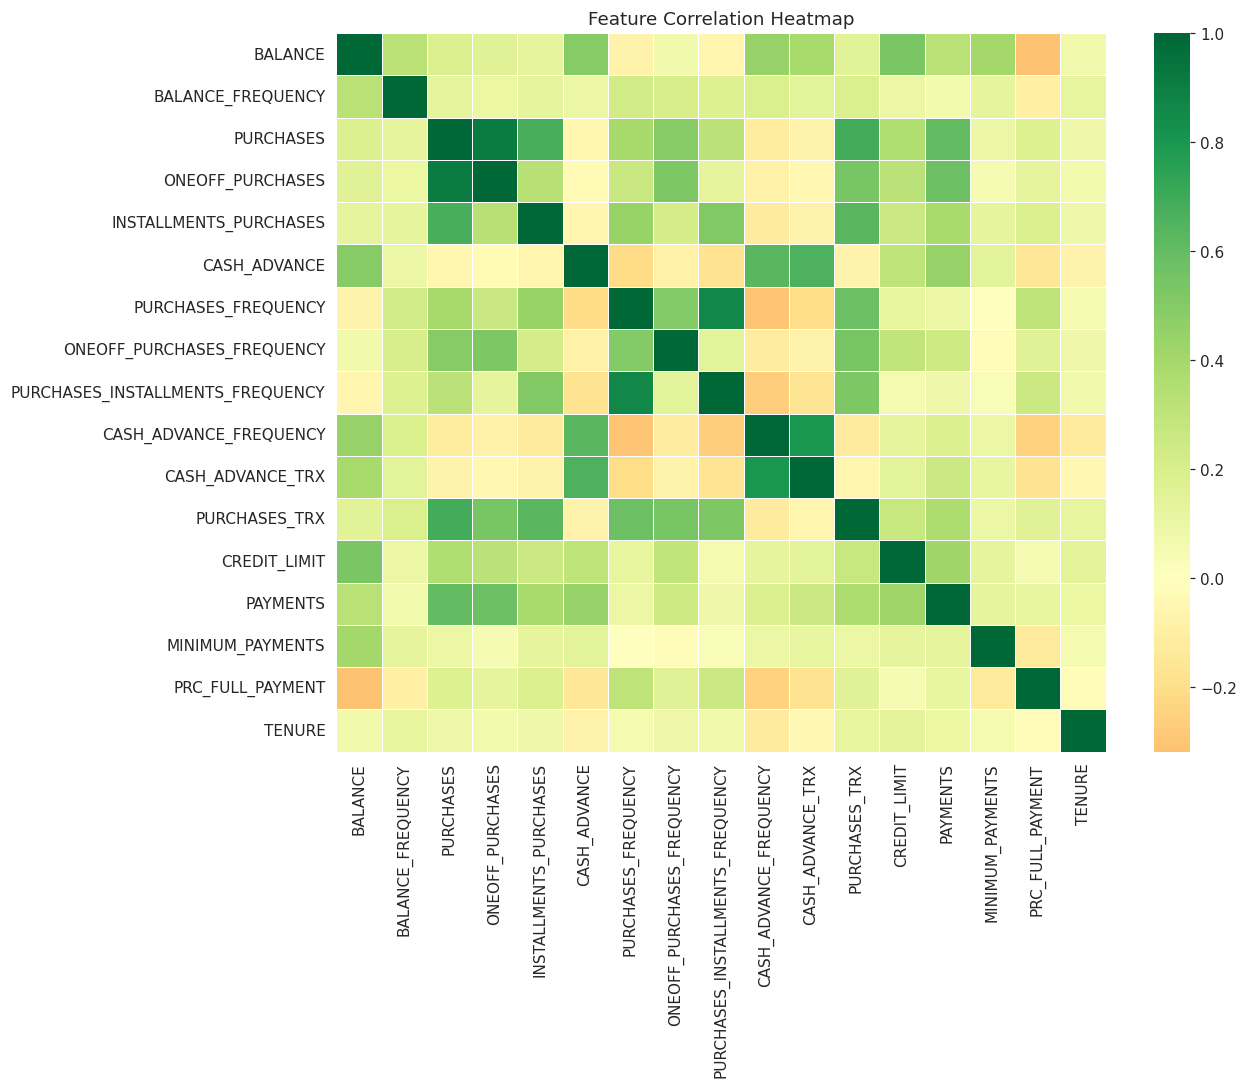 Feature Correlation Heatmap
BALANCE
BALANCE_FREQUENCY
PURCHASES
ONEOFF_PURCHASES
INSTALLMENTS_PURCHASES
CASH_ADVANCE
PURCHASES_FREQUENCY
ONEOFF_PURCHASES_FREQUENCY
PURCHASES_INSTALLMENTS_FREQUENCY
CASH_ADVANCE_FREQUENCY
CASH_ADVANCE_TRX
PURCHASES_TRX
CREDIT_LIMIT
PAYMENTS
MINIMUM_PAYMENTS
PRC_FULL_PAYMENT
TENURE
BALANCE
BALANCE_FREQUENCY
PURCHASES
ONEOFF_PURCHASES
INSTALLMENTS_PURCHASES
CASH_ADVANCE
PURCHASES_FREQUENCY
ONEOFF_PURCHASES_FREQUENCY
PURCHASES_INSTALLMENTS_FREQUENCY
CASH_ADVANCE_FREQUENCY
CASH_ADVANCE_TRX
PURCHASES_TRX
CREDIT_LIMIT
PAYMENTS
MINIMUM_PAYMENTS
PRC_FULL_PAYMENT
TENURE
1.0
0.8
0.6
0.4
0.2
0.0
−0.2